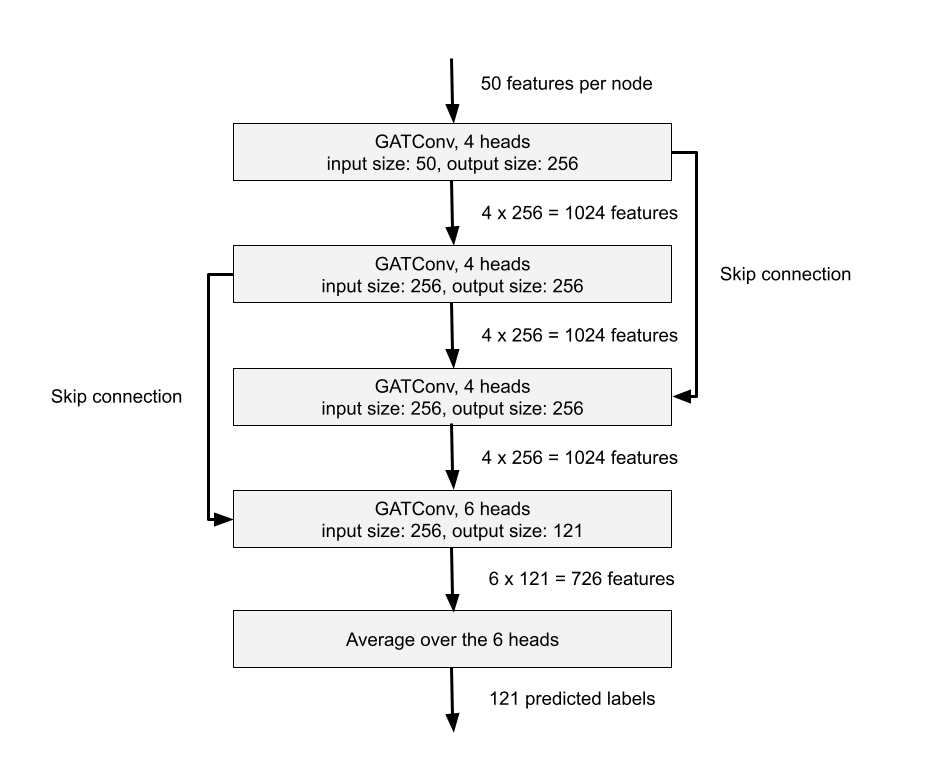 50 features per node
GATConv, 4 heads
input size: 50, output size: 256
4 x 256 = 1024 features
GATConv, 4 heads
input size: 256, output size: 256
Skip connection
4 x 256 = 1024 features
GATConv, 4 heads
input size: 256, output size: 256
Skip connection
4 x 256 = 1024 features
GATConv, 6 heads
input size: 256, output size: 121
6 x 121 = 726 features
Average over the 6 heads
121 predicted labels